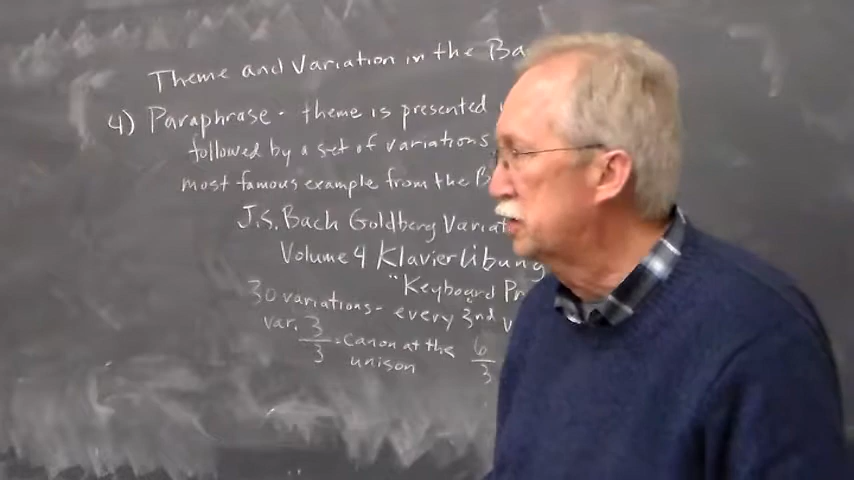 Theme and Variation in the Ba
4) Paraphrase - theme is presented
followed by a set of variations
most famous example from the B
J.S. Bach Goldberg Variat
Volume 4 Klavierlibung
"Keyboard Pr
30 variations - every 3nd v
var. 3/3 = canon at the unison 6/3